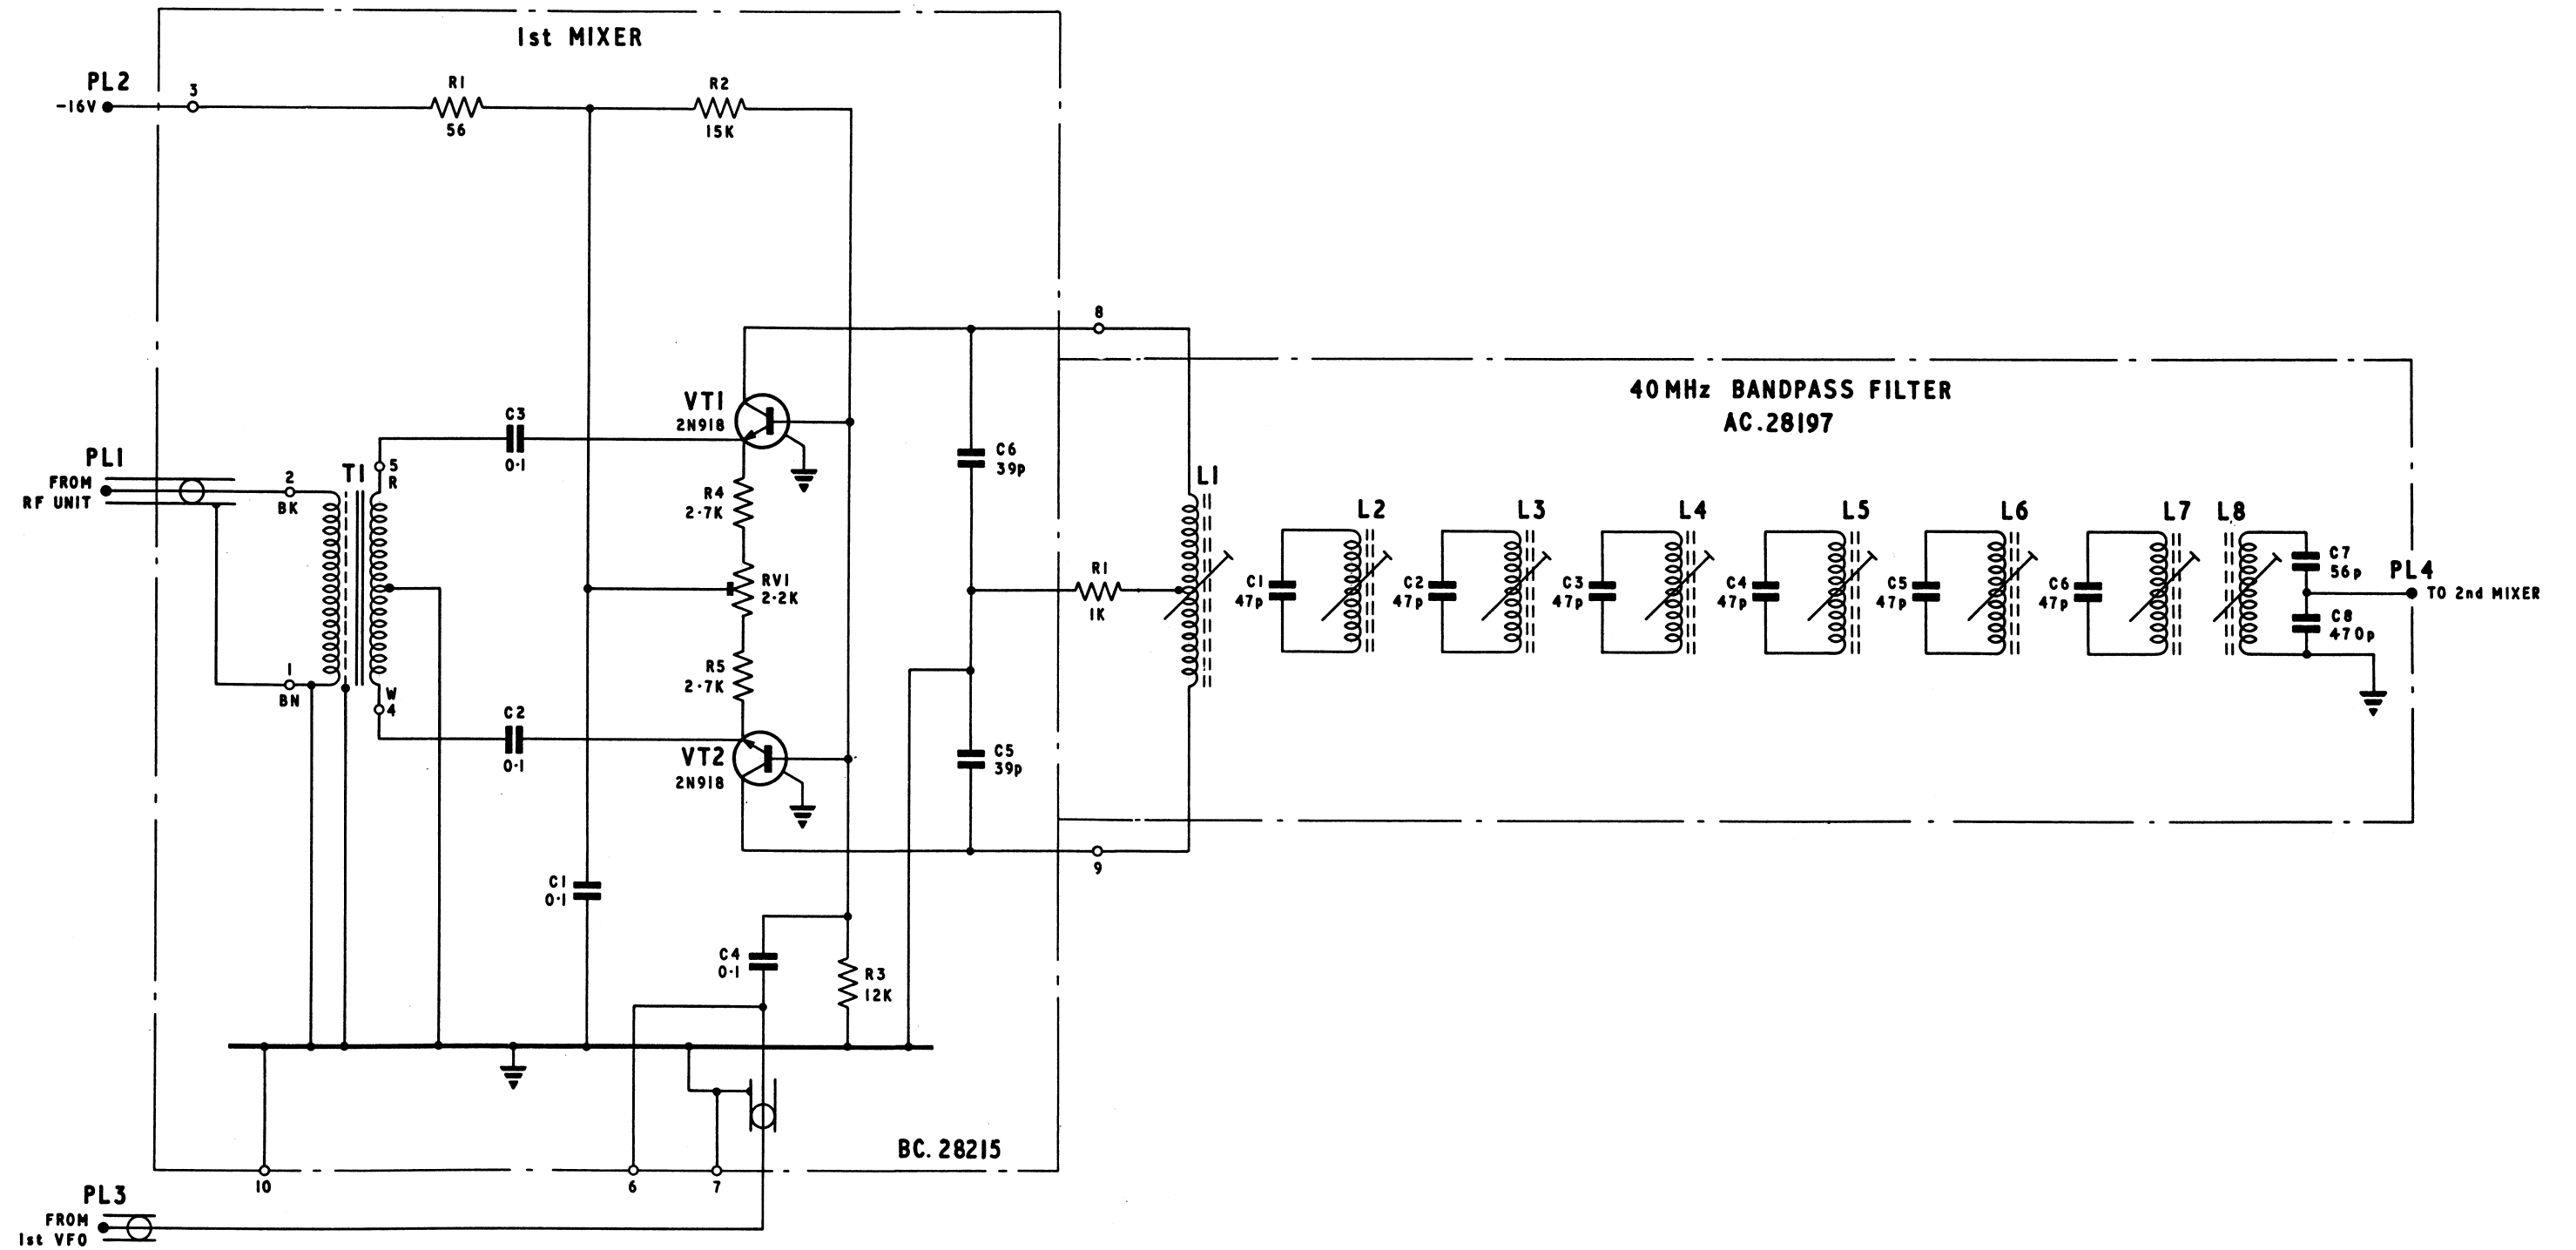 1st MIXER
PL2
-16V
3
R1
56
R2
15K
8
40MHz BANDPASS FILTER
AC.28197
VT1
2N918
C3
0·1
PL1
FROM
RF UNIT
2
BK
T1
5
R
R4
2·7K
C6
39p
L1
L2
L3
L4
L5
L6
L7
L8
RV1
2·2K
R1
1K
C1
47p
C2
47p
C3
47p
C4
47p
C5
47p
C6
47p
C7
56p
PL4
TO 2nd MIXER
C8
470p
1
BN
W
4
R5
2·7K
C2
0·1
VT2
2N918
C5
39p
9
C1
0·1
C4
0·1
R3
12K
BC. 28215
10
6
7
PL3
FROM
1st VFO